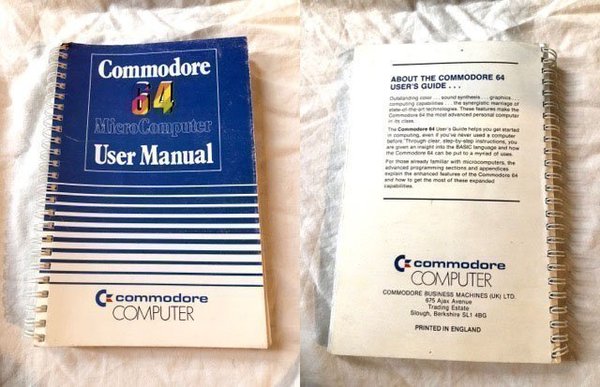 Commodore
64
MicroComputer
User Manual
commodore
COMPUTER
ABOUT THE COMMODORE 64
USER'S GUIDE . . .
Outstanding color . . . sound synthesis . . . graphics . . .
computing capabilities . . . the synergistic marriage of
state-of-the-art technologies. These features make the
Commodore 64 the most advanced personal computer
in its class.
The Commodore 64 User's Guide helps you get started
in computing, even if you've never used a computer
before. Through clear, step-by-step instructions, you
are given an insight into the BASIC language and how
the Commodore 64 can be put to a myriad of uses.
For those already familiar with microcomputers, the
advanced programming sections and appendices
explain the enhanced features of the Commodore 64
and how to get the most of these expanded
capabilities.
commodore
COMPUTER
COMMODORE BUSINESS MACHINES (UK) LTD.
675 Ajax Avenue
Trading Estate
Slough, Berkshire SL1 4BG
PRINTED IN ENGLAND